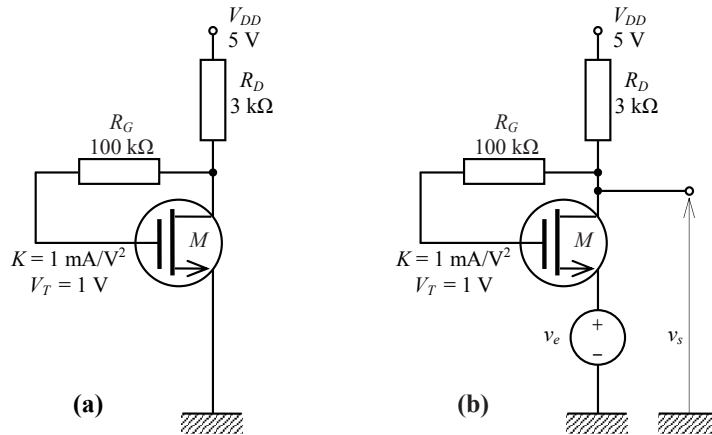 V_DD
5 V
R_D
3 kΩ
R_G
100 kΩ
M
K = 1 mA/V²
V_T = 1 V
(a)
V_DD
5 V
R_D
3 kΩ
R_G
100 kΩ
M
K = 1 mA/V²
V_T = 1 V
v_e
+
−
v_s
(b)